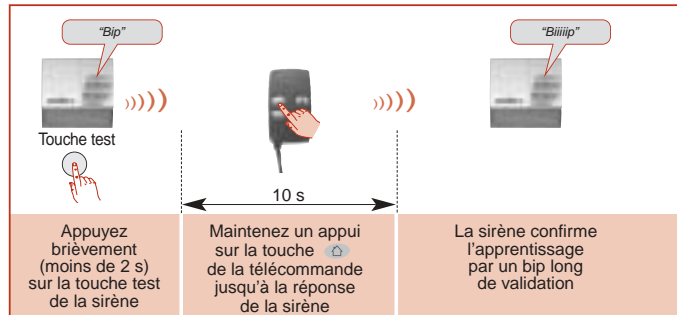 “Bip”
“Biiiiip”
Touche test
10 s
Appuyez
brièvement
(moins de 2 s)
sur la touche test
de la sirène
Maintenez un appui
sur la touche
de la télécommande
jusqu’à la réponse
de la sirène
La sirène confirme
l’apprentissage
par un bip long
de validation